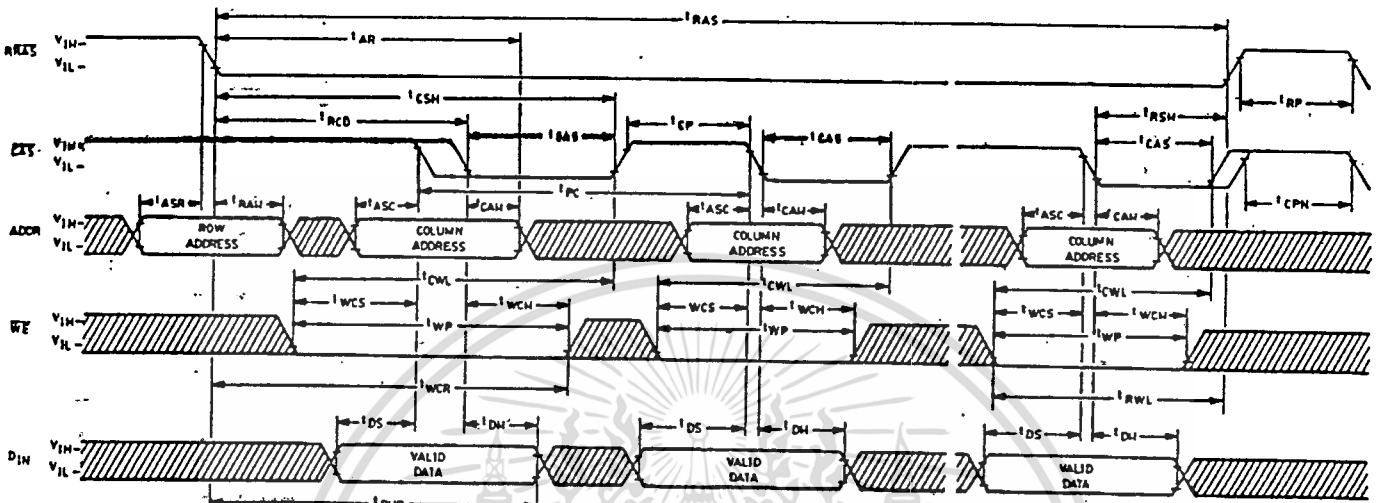 tRAS
tAR
RAS VIH-
VIL-
tCSH
tRP
tRCD tCAS tCP tCAS tRSH
tCAS
CAS VIH-
VIL-
tPC
tCPN
tASR tRAH tASC tCAH tASC tCAH tASC tCAH
ADDR VIH-
VIL-
ROW ADDRESS
COLUMN ADDRESS
COLUMN ADDRESS
COLUMN ADDRESS
tCWL tCWL tCWL
tWCS tWCH WCS tWCH tWCS tWCH
tWP tWP tWP
WE VIH-
VIL-
tWCR tRWL
tDS tDH tDS tDH tDS tDH
DIN VIH-
VIL-
VALID DATA
VALID DATA
VALID DATA